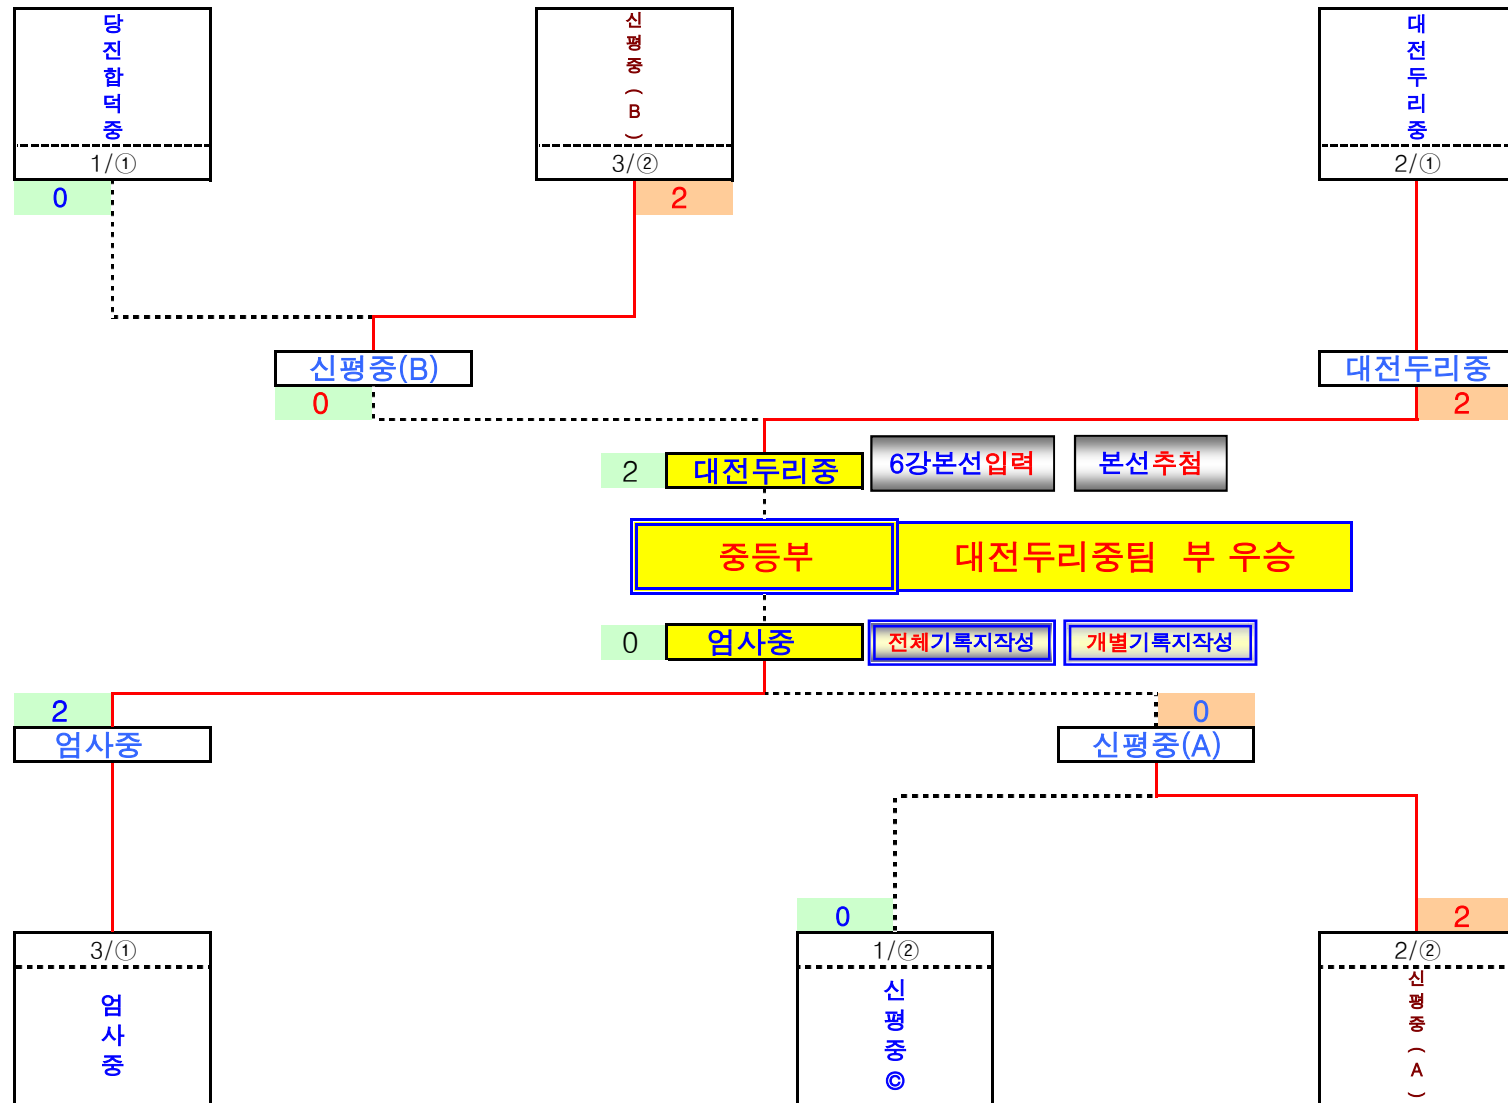 당진합덕중
신평중(B)
대전두리중
1/①
3/②
2/①
0
2
신평중(B)
대전두리중
0
2
2
대전두리중
6강본선입력
본선추첨
중등부
대전두리중팀 부 우승
0
엄사중
전체기록지작성
개별기록지작성
2
0
엄사중
신평중(A)
0
2
3/①
1/②
2/②
엄사중
신평중©
신평중(A)